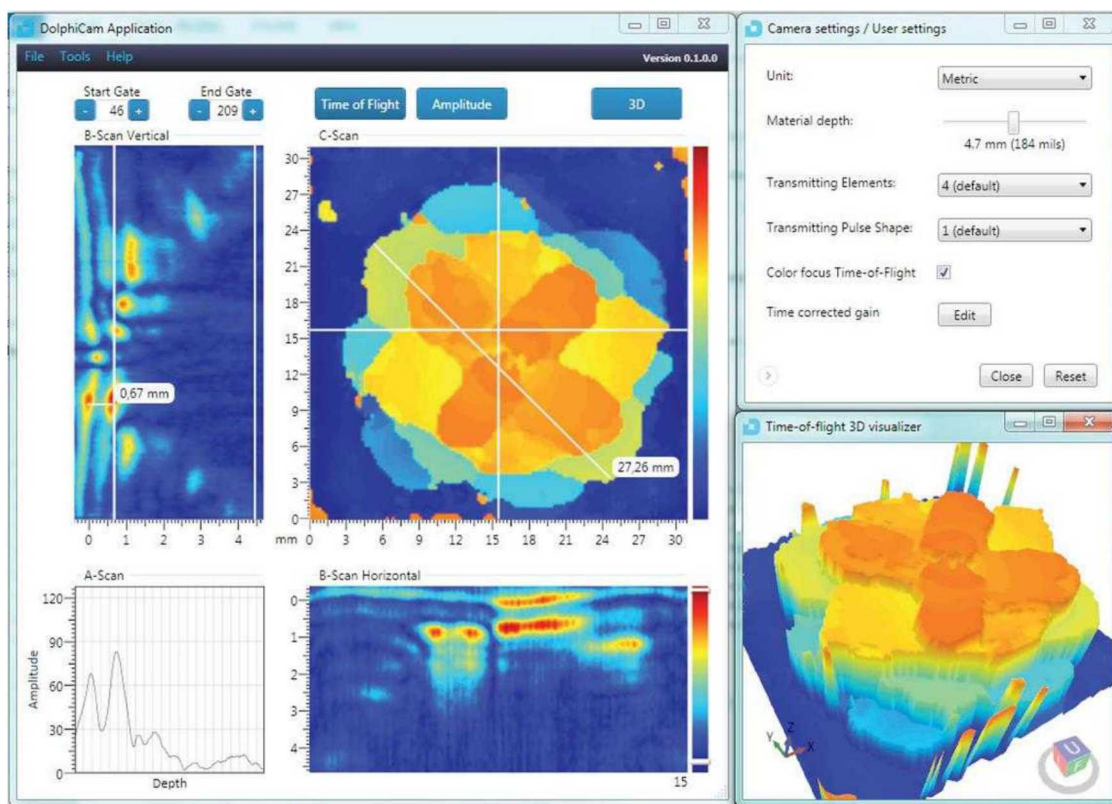 DolphiCam Application
File Tools Help Version 0.1.0.0
Start Gate End Gate
- 46 + - 209 + Time of Flight Amplitude 3D
B-Scan Vertical C-Scan
30
27
24
21
18
15
12
9
6
3
0
0,67 mm
27,26 mm
0 1 2 3 4 mm 0 3 6 9 12 15 18 21 24 27 30
A-Scan B-Scan Horizontal
120
90
60
30
0
Amplitude
Depth
0
1
2
3
4
15
Camera settings / User settings
Unit: Metric
Material depth:
4.7 mm (184 mils)
Transmitting Elements: 4 (default)
Transmitting Pulse Shape: 1 (default)
Color focus Time-of-Flight
Time corrected gain Edit
Close Reset
Time-of-flight 3D visualizer
Z
Y X
U